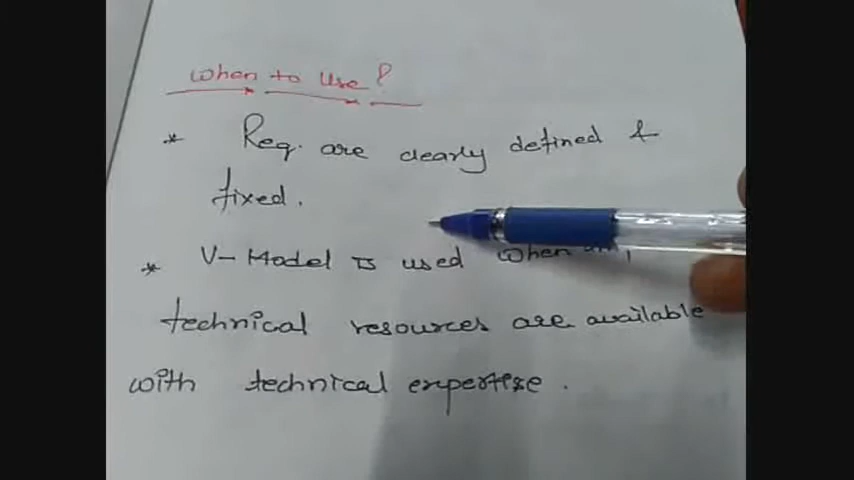 When to use?
* Req. are clearly defined &
fixed.
* V-Model is used when
technical resources are available
with technical expertise.